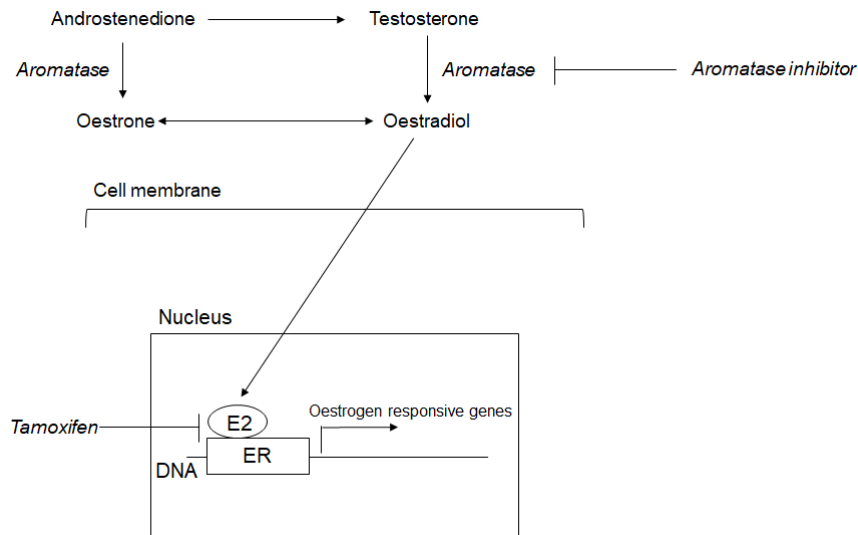 Androstenedione
Testosterone
Aromatase
Aromatase
Aromatase inhibitor
Oestrone
Oestradiol
Cell membrane
Nucleus
Oestrogen responsive genes
E2
Tamoxifen
ER
DNA